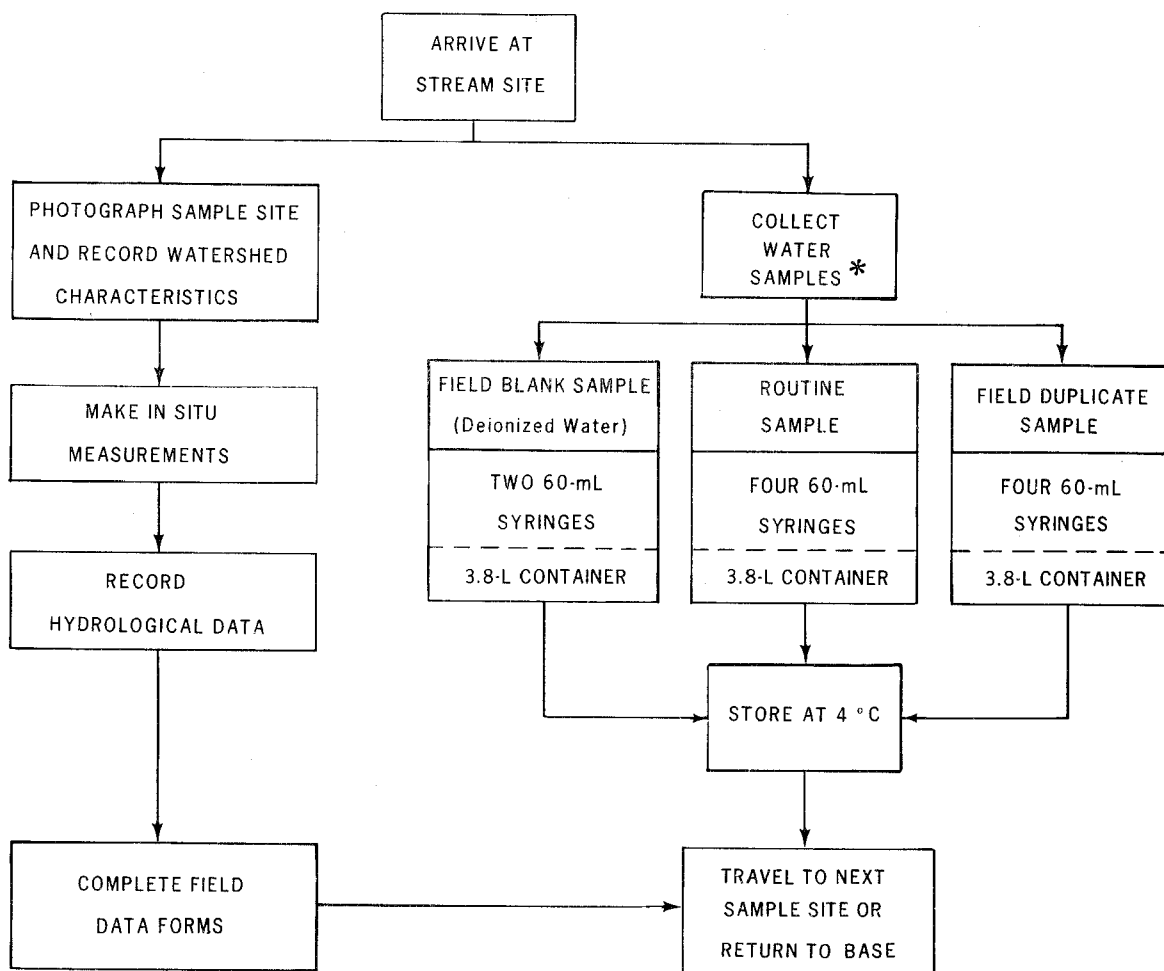 ARRIVE AT
STREAM SITE
PHOTOGRAPH SAMPLE SITE
AND RECORD WATERSHED
CHARACTERISTICS
MAKE IN SITU
MEASUREMENTS
RECORD
HYDROLOGICAL DATA
COMPLETE FIELD
DATA FORMS
COLLECT
WATER
SAMPLES *
FIELD BLANK SAMPLE
(Deionized Water)
TWO 60-mL
SYRINGES
3.8-L CONTAINER
ROUTINE
SAMPLE
FOUR 60-mL
SYRINGES
3.8-L CONTAINER
FIELD DUPLICATE
SAMPLE
FOUR 60-mL
SYRINGES
3.8-L CONTAINER
STORE AT 4 °C
TRAVEL TO NEXT
SAMPLE SITE OR
RETURN TO BASE